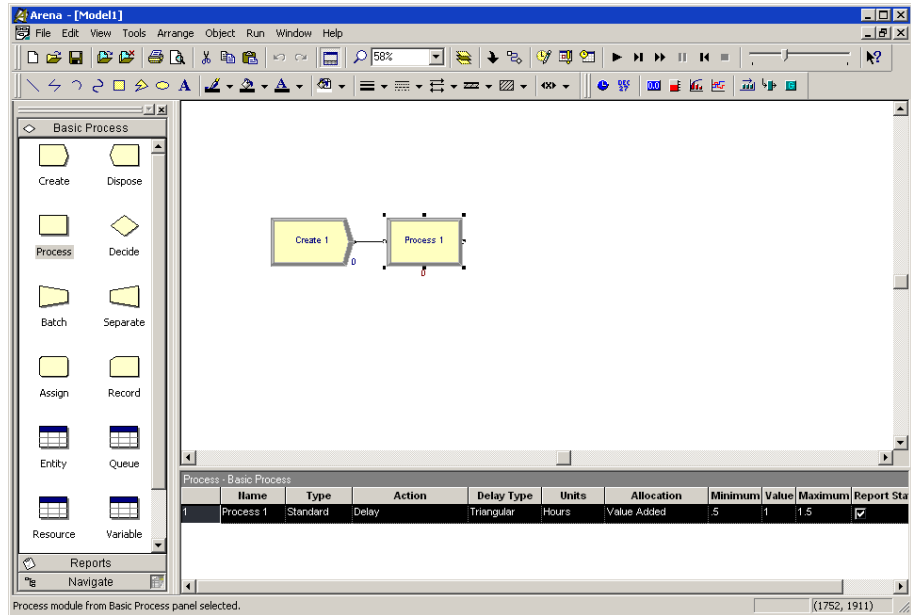 Arena - [Model1]
File Edit View Tools Arrange Object Run Window Help
58%
A A
Basic Process
Create Dispose
Process Decide
Batch Separate
Assign Record
Entity Queue
Resource Variable
Reports
Navigate
Create 1
0
Process 1
0
Process - Basic Process
Name Type Action Delay Type Units Allocation Minimum Value Maximum Report Sta
1 Process 1 Standard Delay Triangular Hours Value Added .5 1 1.5
Process module from Basic Process panel selected.
(1752, 1911)